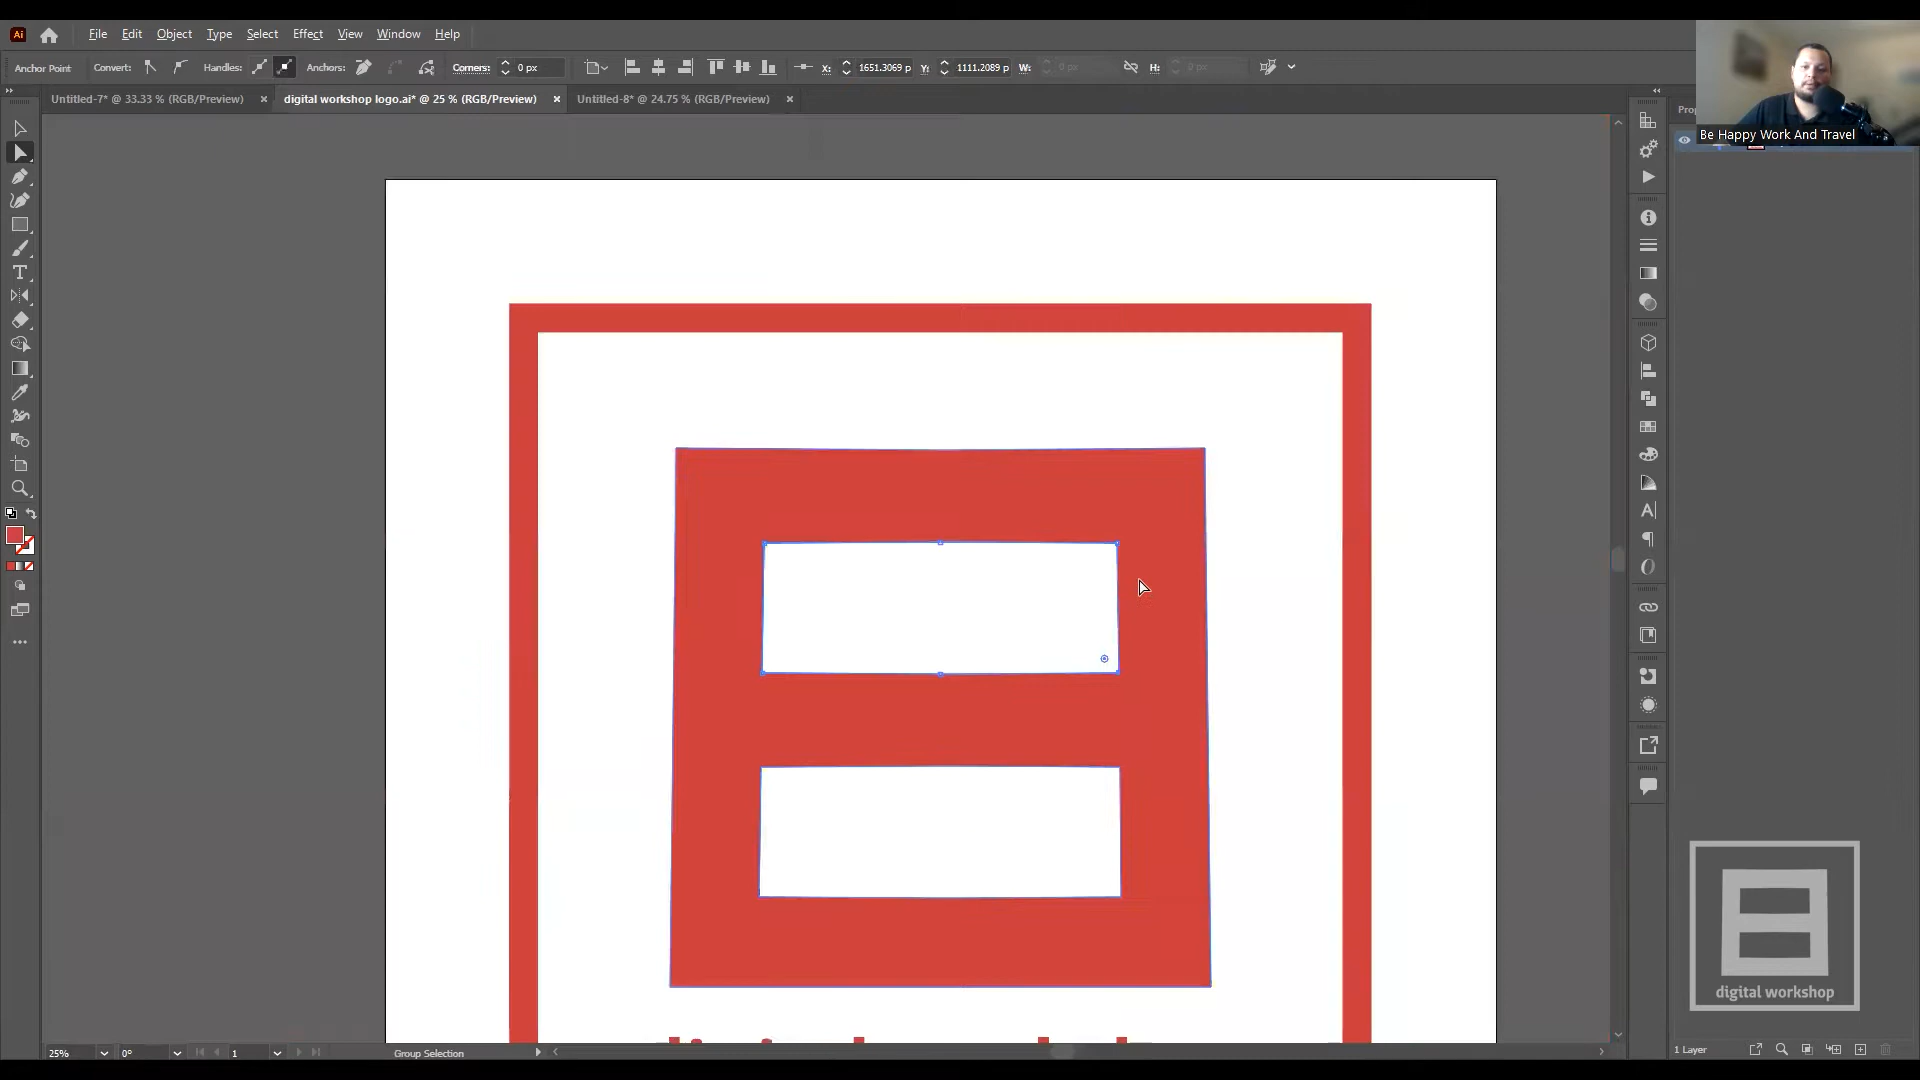 Ai File Edit Object Type Select Effect View Window Help
Anchor Point Convert: Handles: Anchors: Corners: 0 px X: 1651.3069 p Y: 1111.2089 p W: 0 px H: 0 px
Untitled-7* @ 33.33 % (RGB/Preview) × digital workshop logo.ai* @ 25 % (RGB/Preview) × Untitled-8* @ 24.75 % (RGB/Preview) ×
Be Happy Work And Travel
digital workshop
25% 0° 1 Group Selection
1 Layer